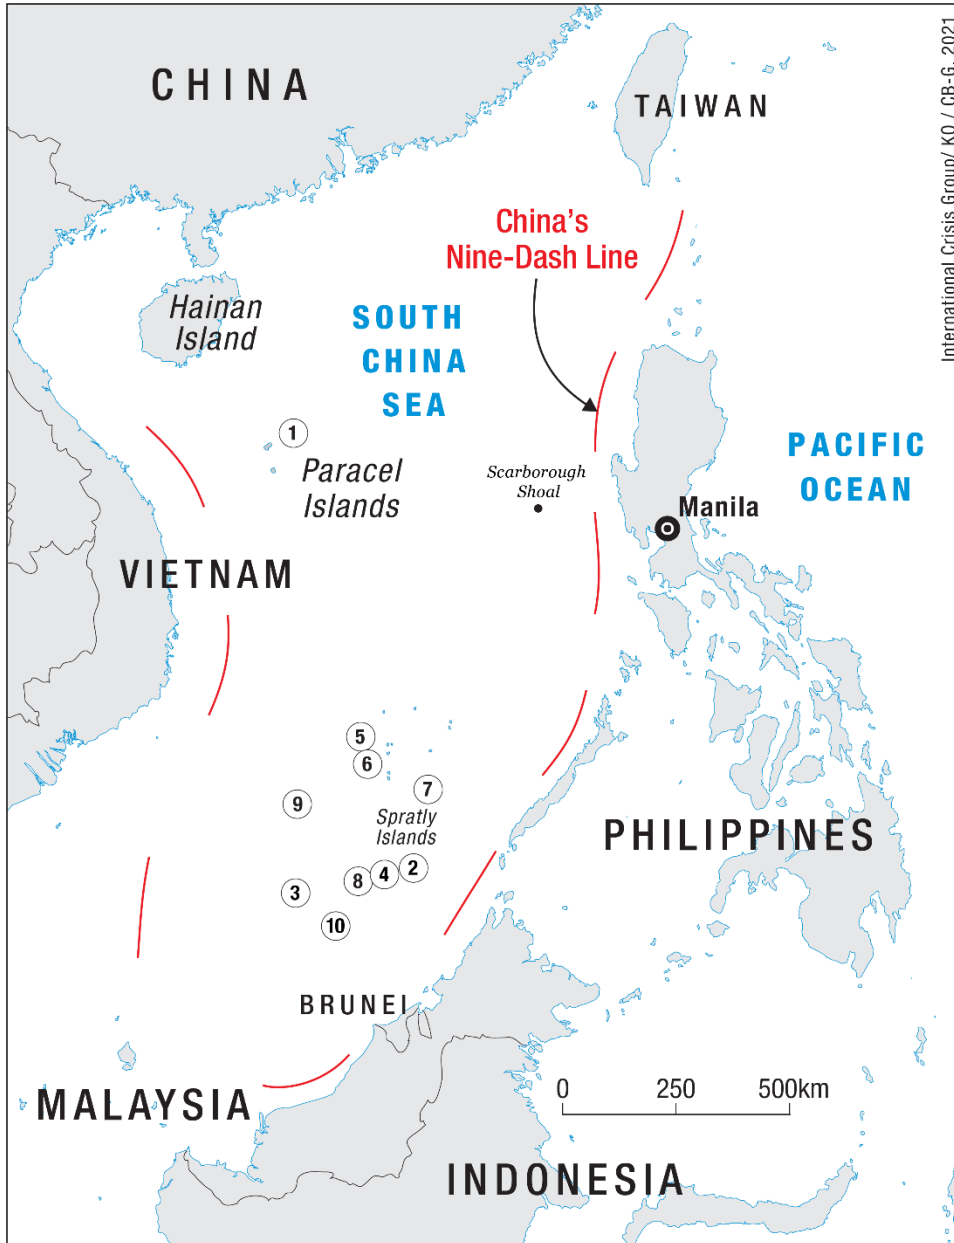 CHINA
TAIWAN
International Crisis Group/ KO / CB-G, 2021
China's
Nine-Dash Line
Hainan
Island
SOUTH
CHINA
SEA
1
Paracel
Islands
Scarborough
Shoal
PACIFIC
OCEAN
Manila
VIETNAM
5
6
7
9
Spratly
Islands
PHILIPPINES
2
4
8
3
10
BRUNEI
0 250 500km
MALAYSIA
INDONESIA